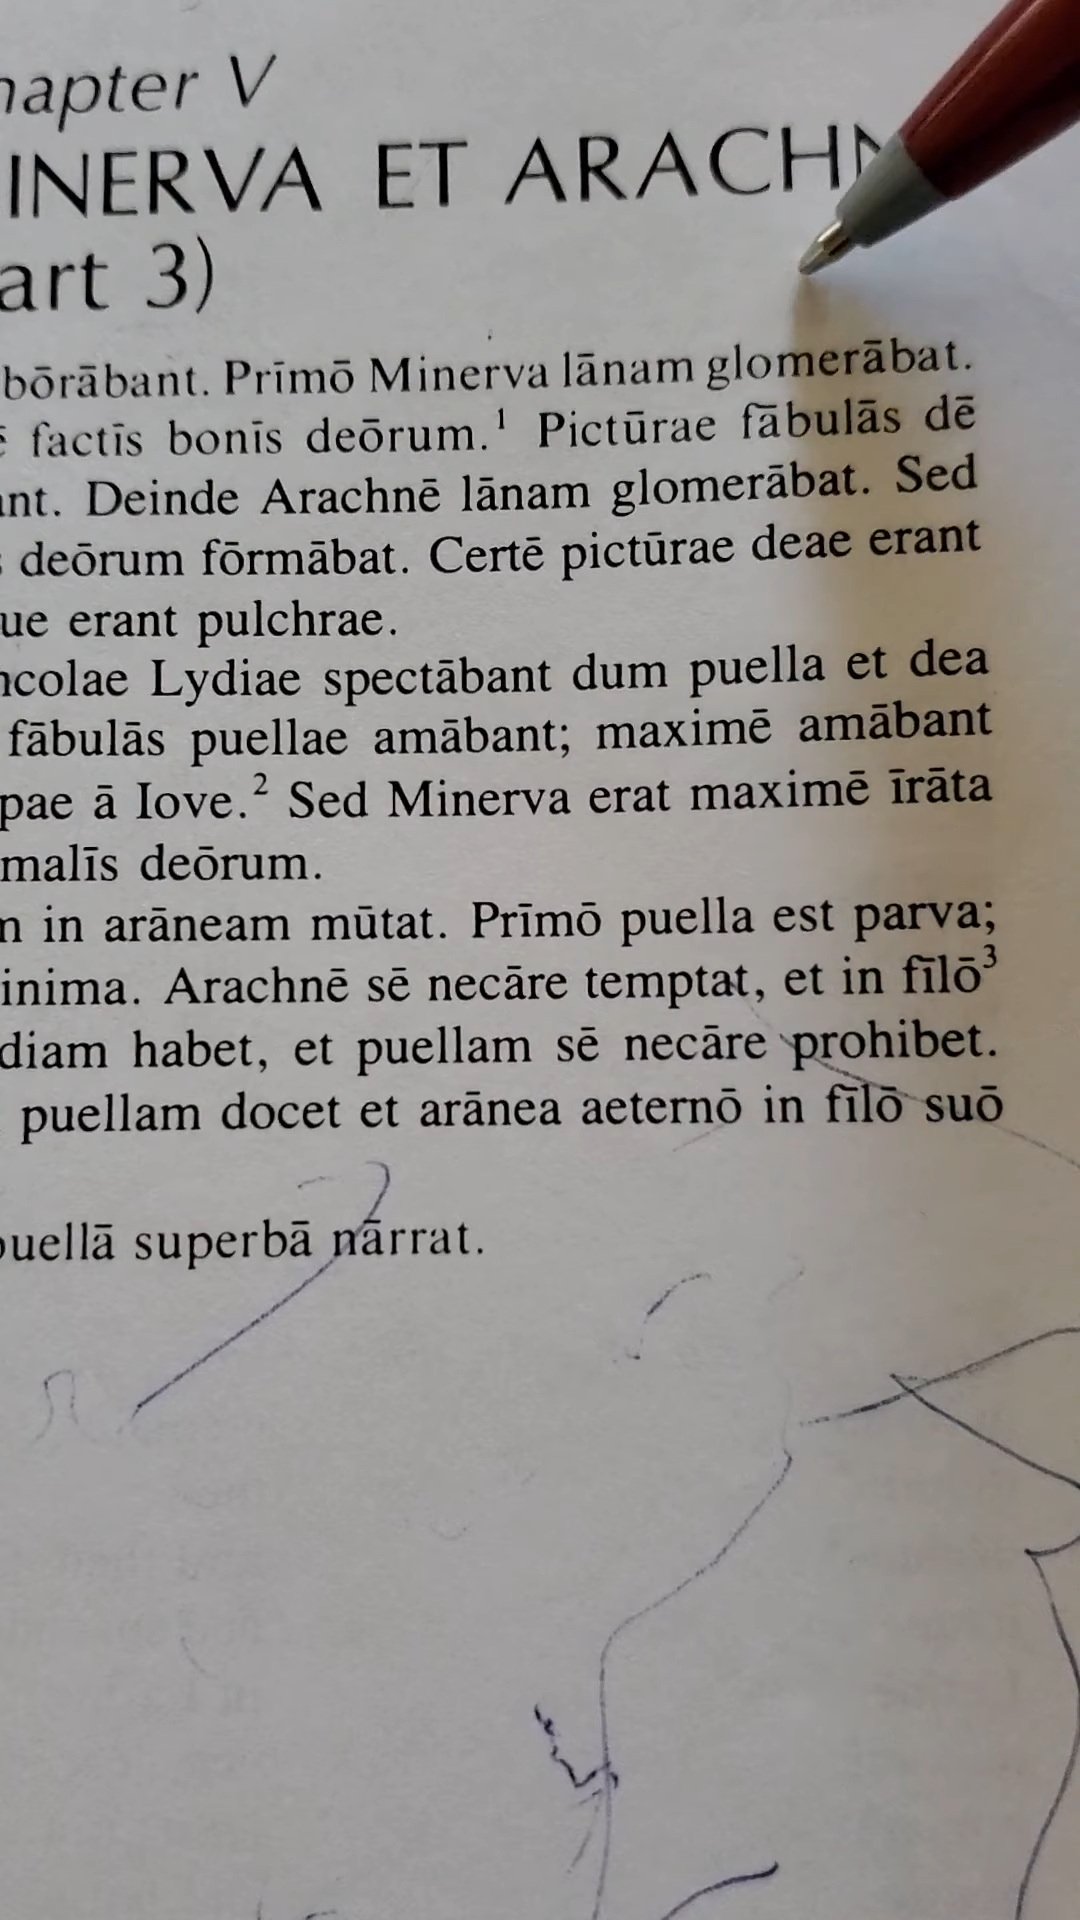 hapter V
INERVA ET ARACHN
art 3)
bōrābant. Prīmō Minerva lānam glomerābat.
factīs bonīs deōrum.¹ Pictūrae fābulās dē
nt. Deinde Arachnē lānam glomerābat. Sed
deōrum fōrmābat. Certē pictūrae deae erant
ue erant pulchrae.
ncolae Lydiae spectābant dum puella et dea
fābulās puellae amābant; maximē amābant
pae ā Iove.² Sed Minerva erat maximē īrāta
malīs deōrum.
n in arāneam mūtat. Prīmō puella est parva;
inima. Arachnē sē necāre temptat, et in fīlō³
diam habet, et puellam sē necāre prohibet.
puellam docet et arānea aeternō in fīlō suō
puellā superbā nārrat.